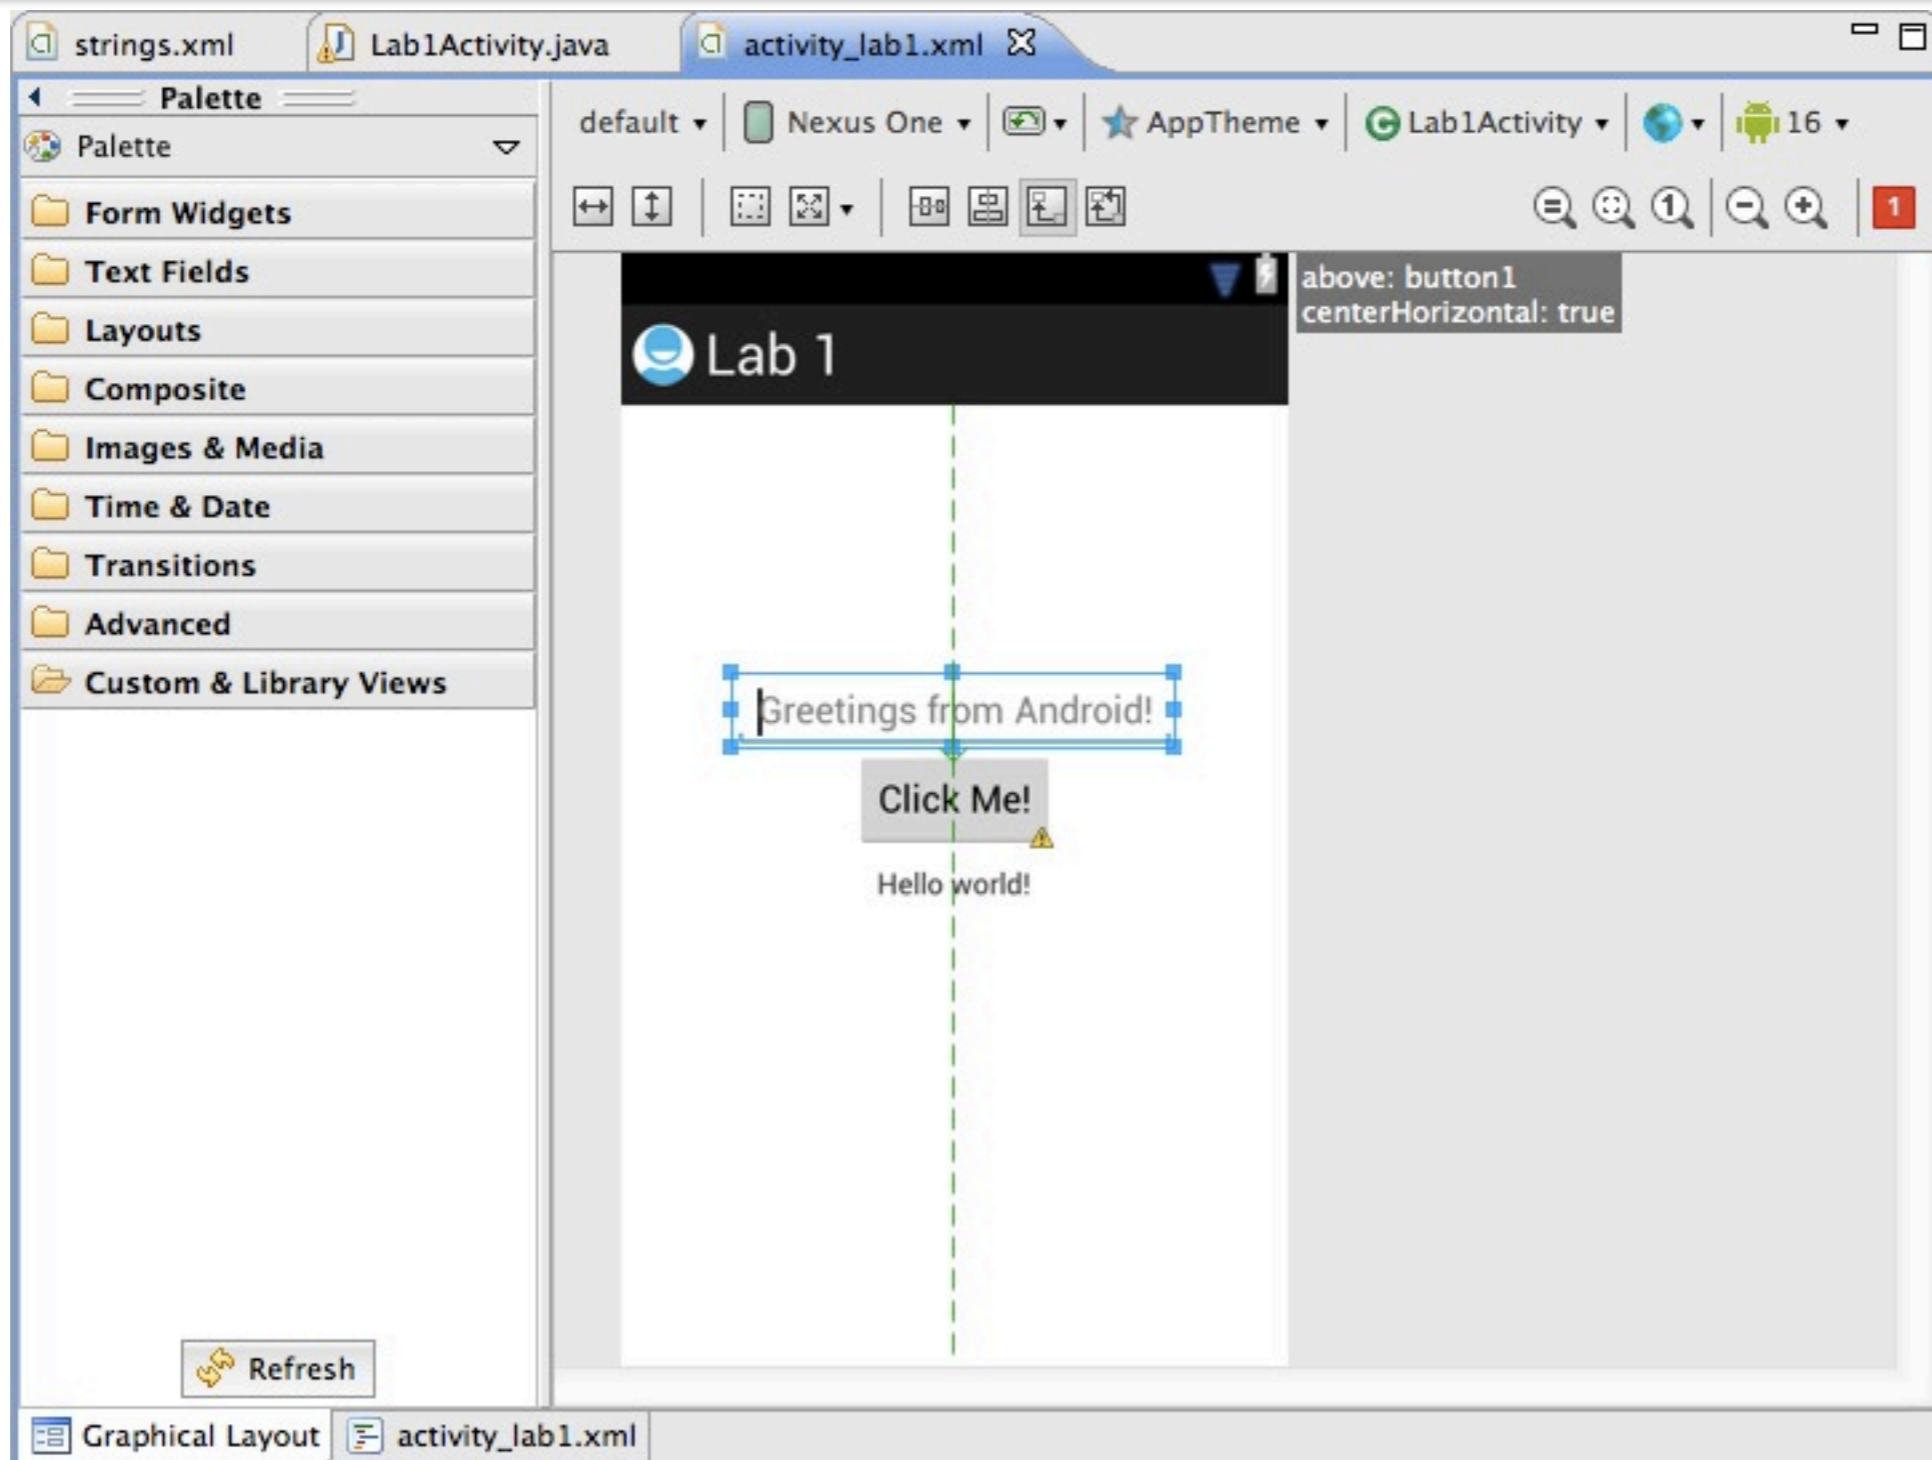 strings.xml
Lab1Activity.java
activity_lab1.xml
Palette
Palette
Form Widgets
Text Fields
Layouts
Composite
Images & Media
Time & Date
Transitions
Advanced
Custom & Library Views
Refresh
default
Nexus One
AppTheme
Lab1Activity
16
1
1
above: button1
centerHorizontal: true
Lab 1
Greetings from Android!
Click Me!
Hello world!
Graphical Layout
activity_lab1.xml